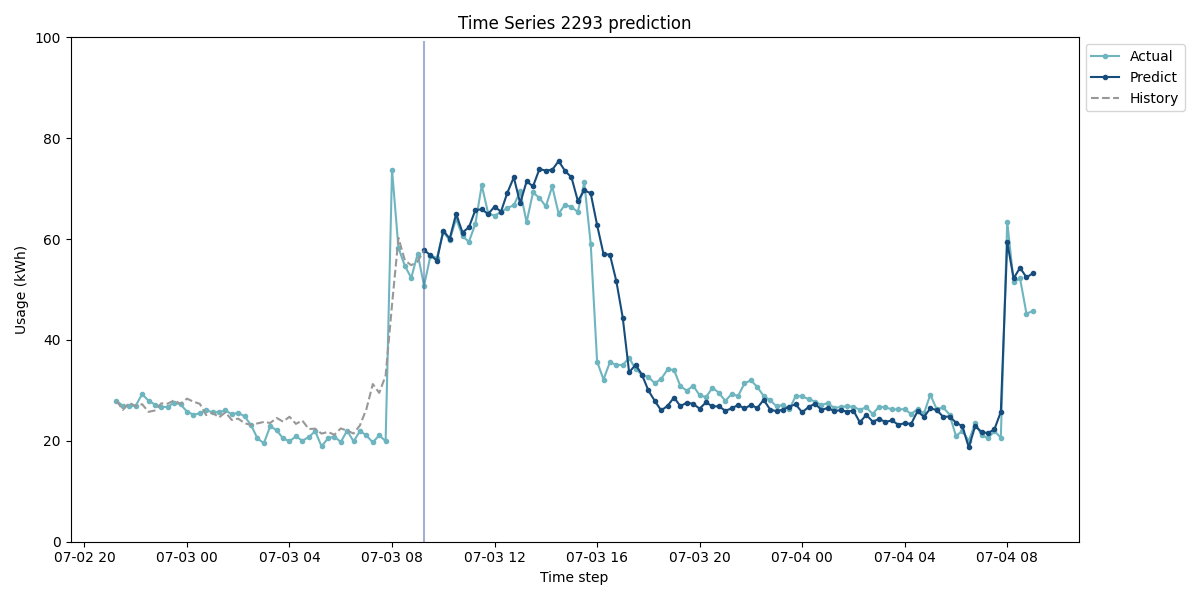 Time Series 2293 prediction
100
80
60
40
20
0
Usage (kWh)
07-02 20
07-03 00
07-03 04
07-03 08
07-03 12
07-03 16
07-03 20
07-04 00
07-04 04
07-04 08
Time step
Actual
Predict
History